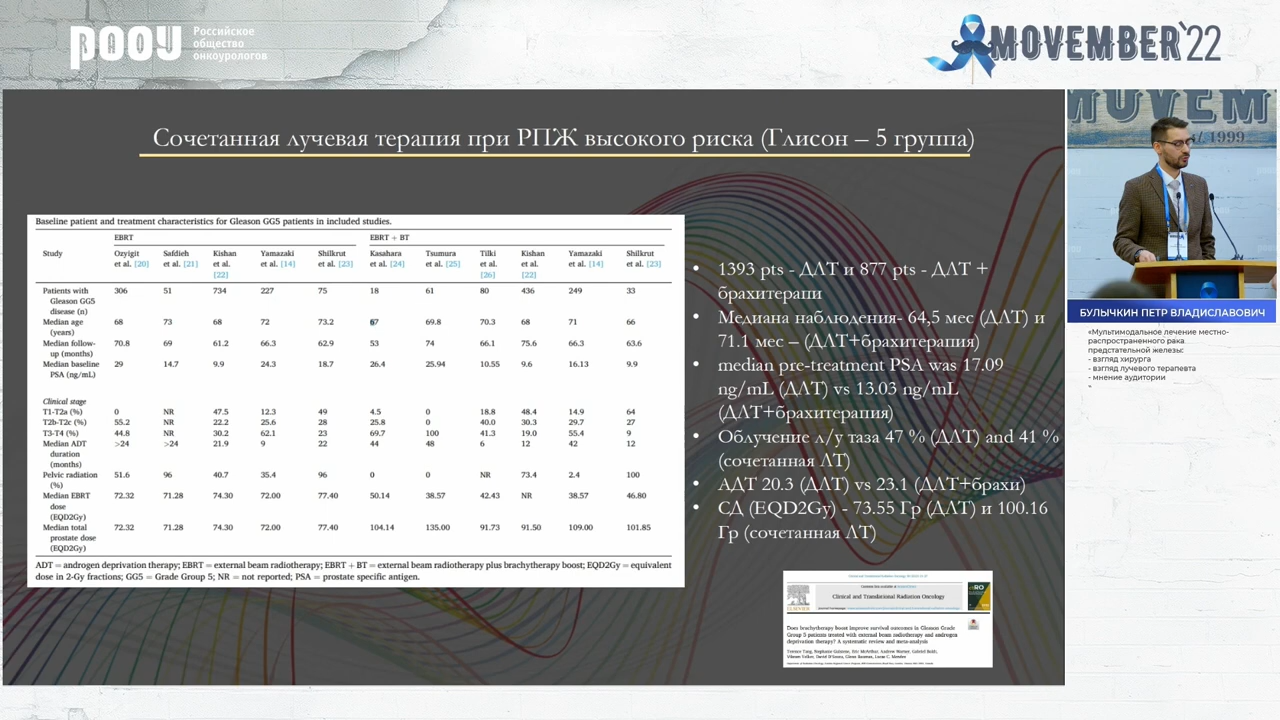 РООУ
Российское
общество
онкоурологов
MOVEMBER'22
Сочетанная лучевая терапия при РПЖ высокого риска (Глисон – 5 группа)
Baseline patient and treatment characteristics for Gleason GG5 patients in included studies.
EBRT EBRT + BT
Study Ozyigit et al. [20] Safdieh et al. [21] Kishan et al. [22] Yamazaki et al. [14] Shilkrut et al. [23] Kasahara et al. [24] Tsumura et al. [25] Tilki et al. [26] Kishan et al. [22] Yamazaki et al. [14] Shilkrut et al. [23]
Patients with Gleason GG5 disease (n) 306 51 734 227 75 18 61 80 436 249 33
Median age (years) 68 73 68 72 73.2 67 69.8 70.3 68 71 66
Median follow-up (months) 70.8 69 61.2 66.3 62.9 53 74 66.1 75.6 66.3 63.6
Median baseline PSA (ng/mL) 29 14.7 9.9 24.3 18.7 26.4 25.94 10.55 9.6 16.13 9.9
Clinical stage
T1-T2a (%) 0 NR 47.5 12.3 49 4.5 0 18.8 48.4 14.9 64
T2b-T2c (%) 55.2 NR 22.2 25.6 28 25.8 0 40.0 30.3 29.7 27
T3-T4 (%) 44.8 NR 30.2 62.1 23 69.7 100 41.3 19.0 55.4 9
Median ADT duration (months) >24 >24 21.9 9 22 44 48 6 12 42 12
Pelvic radiation (%) 51.6 96 40.7 35.4 96 0 0 NR 73.4 2.4 100
Median EBRT dose (EQD2Gy) 72.32 71.28 74.30 72.00 77.40 50.14 38.57 42.43 NR 38.57 46.80
Median total prostate dose (EQD2Gy) 72.32 71.28 74.30 72.00 77.40 104.14 135.00 91.73 91.50 109.00 101.85
ADT = androgen deprivation therapy; EBRT = external beam radiotherapy; EBRT + BT = external beam radiotherapy plus brachytherapy boost; EQD2Gy = equivalent
dose in 2-Gy fractions; GG5 = Grade Group 5; NR = not reported; PSA = prostate specific antigen.
• 1393 pts - ДЛТ и 877 pts - ДЛТ +
брахитерапи
• Медиана наблюдения- 64,5 мес (ДЛТ) и
71.1 мес – (ДЛТ+брахитерапия)
• median pre-treatment PSA was 17.09
ng/mL (ДЛТ) vs 13.03 ng/mL
(ДЛТ+брахитерапия)
• Облучение л/у таза 47 % (ДЛТ) and 41 %
(сочетанная ЛТ)
• АДТ 20.3 (ДЛТ) vs 23.1 (ДЛТ+брахи)
• СД (EQD2Gy) - 73.55 Гр (ДЛТ) и 100.16
Гр (сочетанная ЛТ)
Clinical and Translational Radiation Oncology
ELSEVIER
Does brachytherapy boost improve survival outcomes in Gleason Grade
Group 5 patients treated with external beam radiotherapy and androgen
deprivation therapy? A systematic review and meta-analysis
MOVEM
1999
БУЛЫЧКИН ПЕТР ВЛАДИСЛАВОВИЧ
«Мультимодальное лечение местно-
распространенного рака
предстательной железы:
- взгляд хирурга
- взгляд лучевого терапевта
- мнение аудитории
»